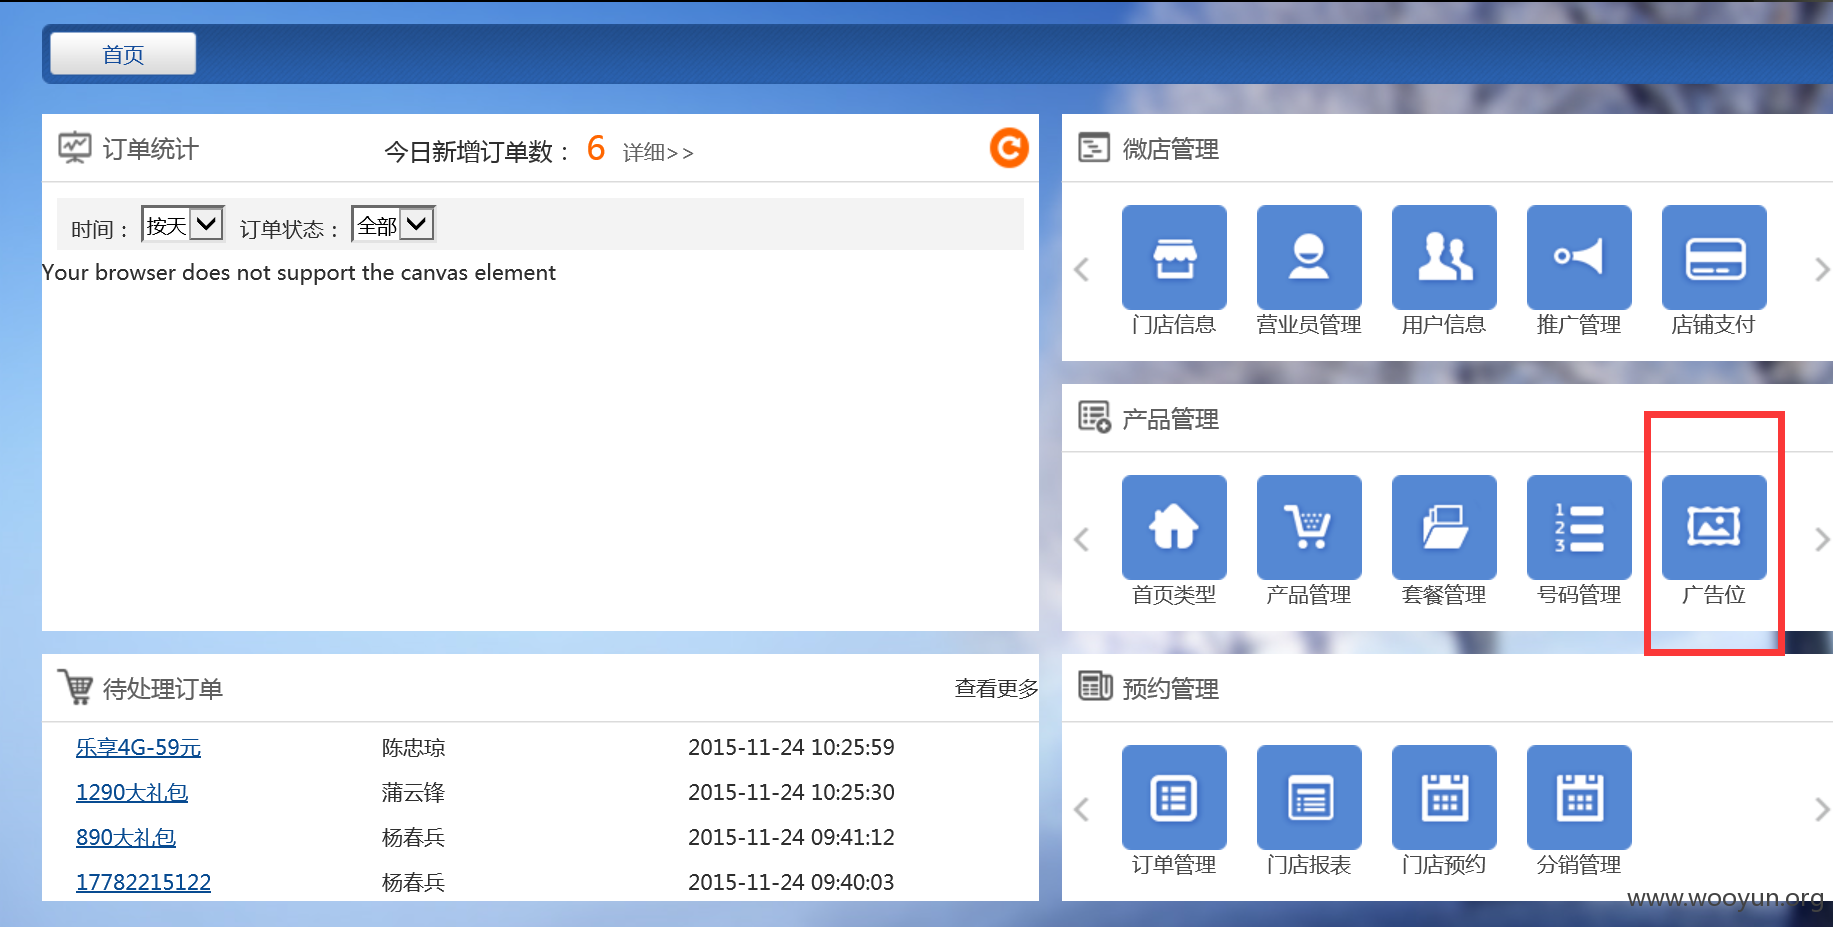 首页
订单统计 今日新增订单数： 6 详细>>
时间： 按天 订单状态： 全部
Your browser does not support the canvas element
待处理订单 查看更多
乐享4G-59元 陈忠琼 2015-11-24 10:25:59
1290大礼包 蒲云锋 2015-11-24 10:25:30
890大礼包 杨春兵 2015-11-24 09:41:12
17782215122 杨春兵 2015-11-24 09:40:03
微店管理
门店信息 营业员管理 用户信息 推广管理 店铺支付
产品管理
首页类型 产品管理 套餐管理 号码管理 广告位
预约管理
订单管理 门店报表 门店预约 分销管理
www.wooyun.org